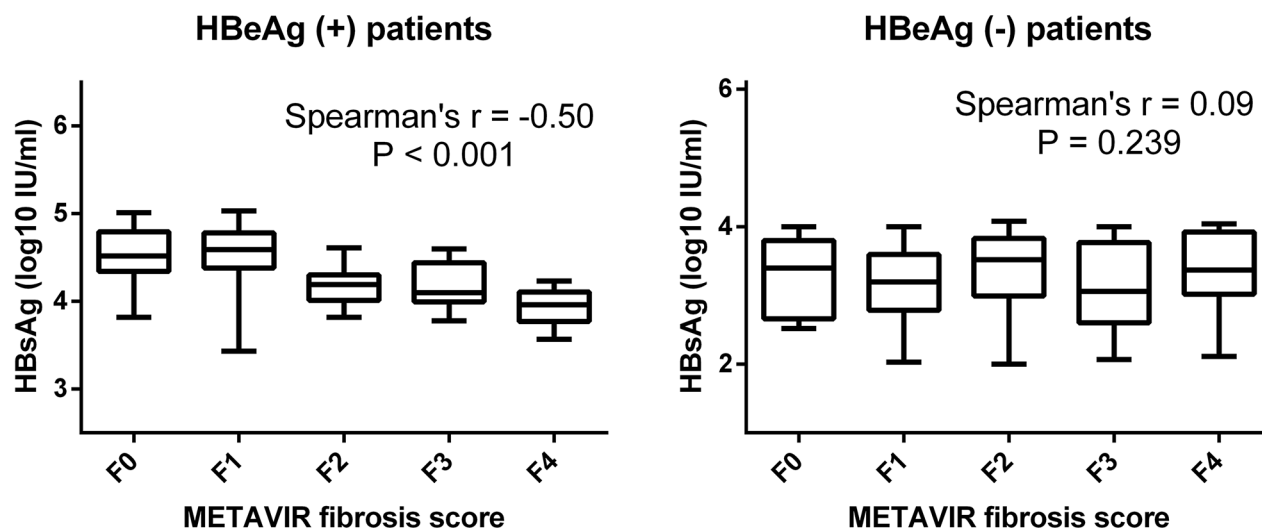 HBeAg (+) patients
Spearman's r = -0.50
P < 0.001
HBsAg (log10 IU/ml)
6
5
4
3
F0
F1
F2
F3
F4
METAVIR fibrosis score
HBeAg (-) patients
Spearman's r = 0.09
P = 0.239
HBsAg (log10 IU/ml)
6
4
2
F0
F1
F2
F3
F4
METAVIR fibrosis score